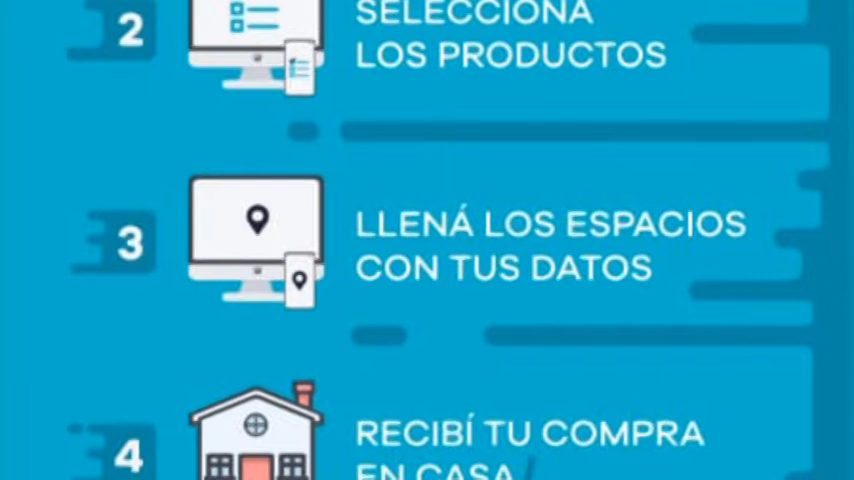 2
SELECCIONA
LOS PRODUCTOS
3
LLENÁ LOS ESPACIOS
CON TUS DATOS
4
RECIBÍ TU COMPRA
EN CASA